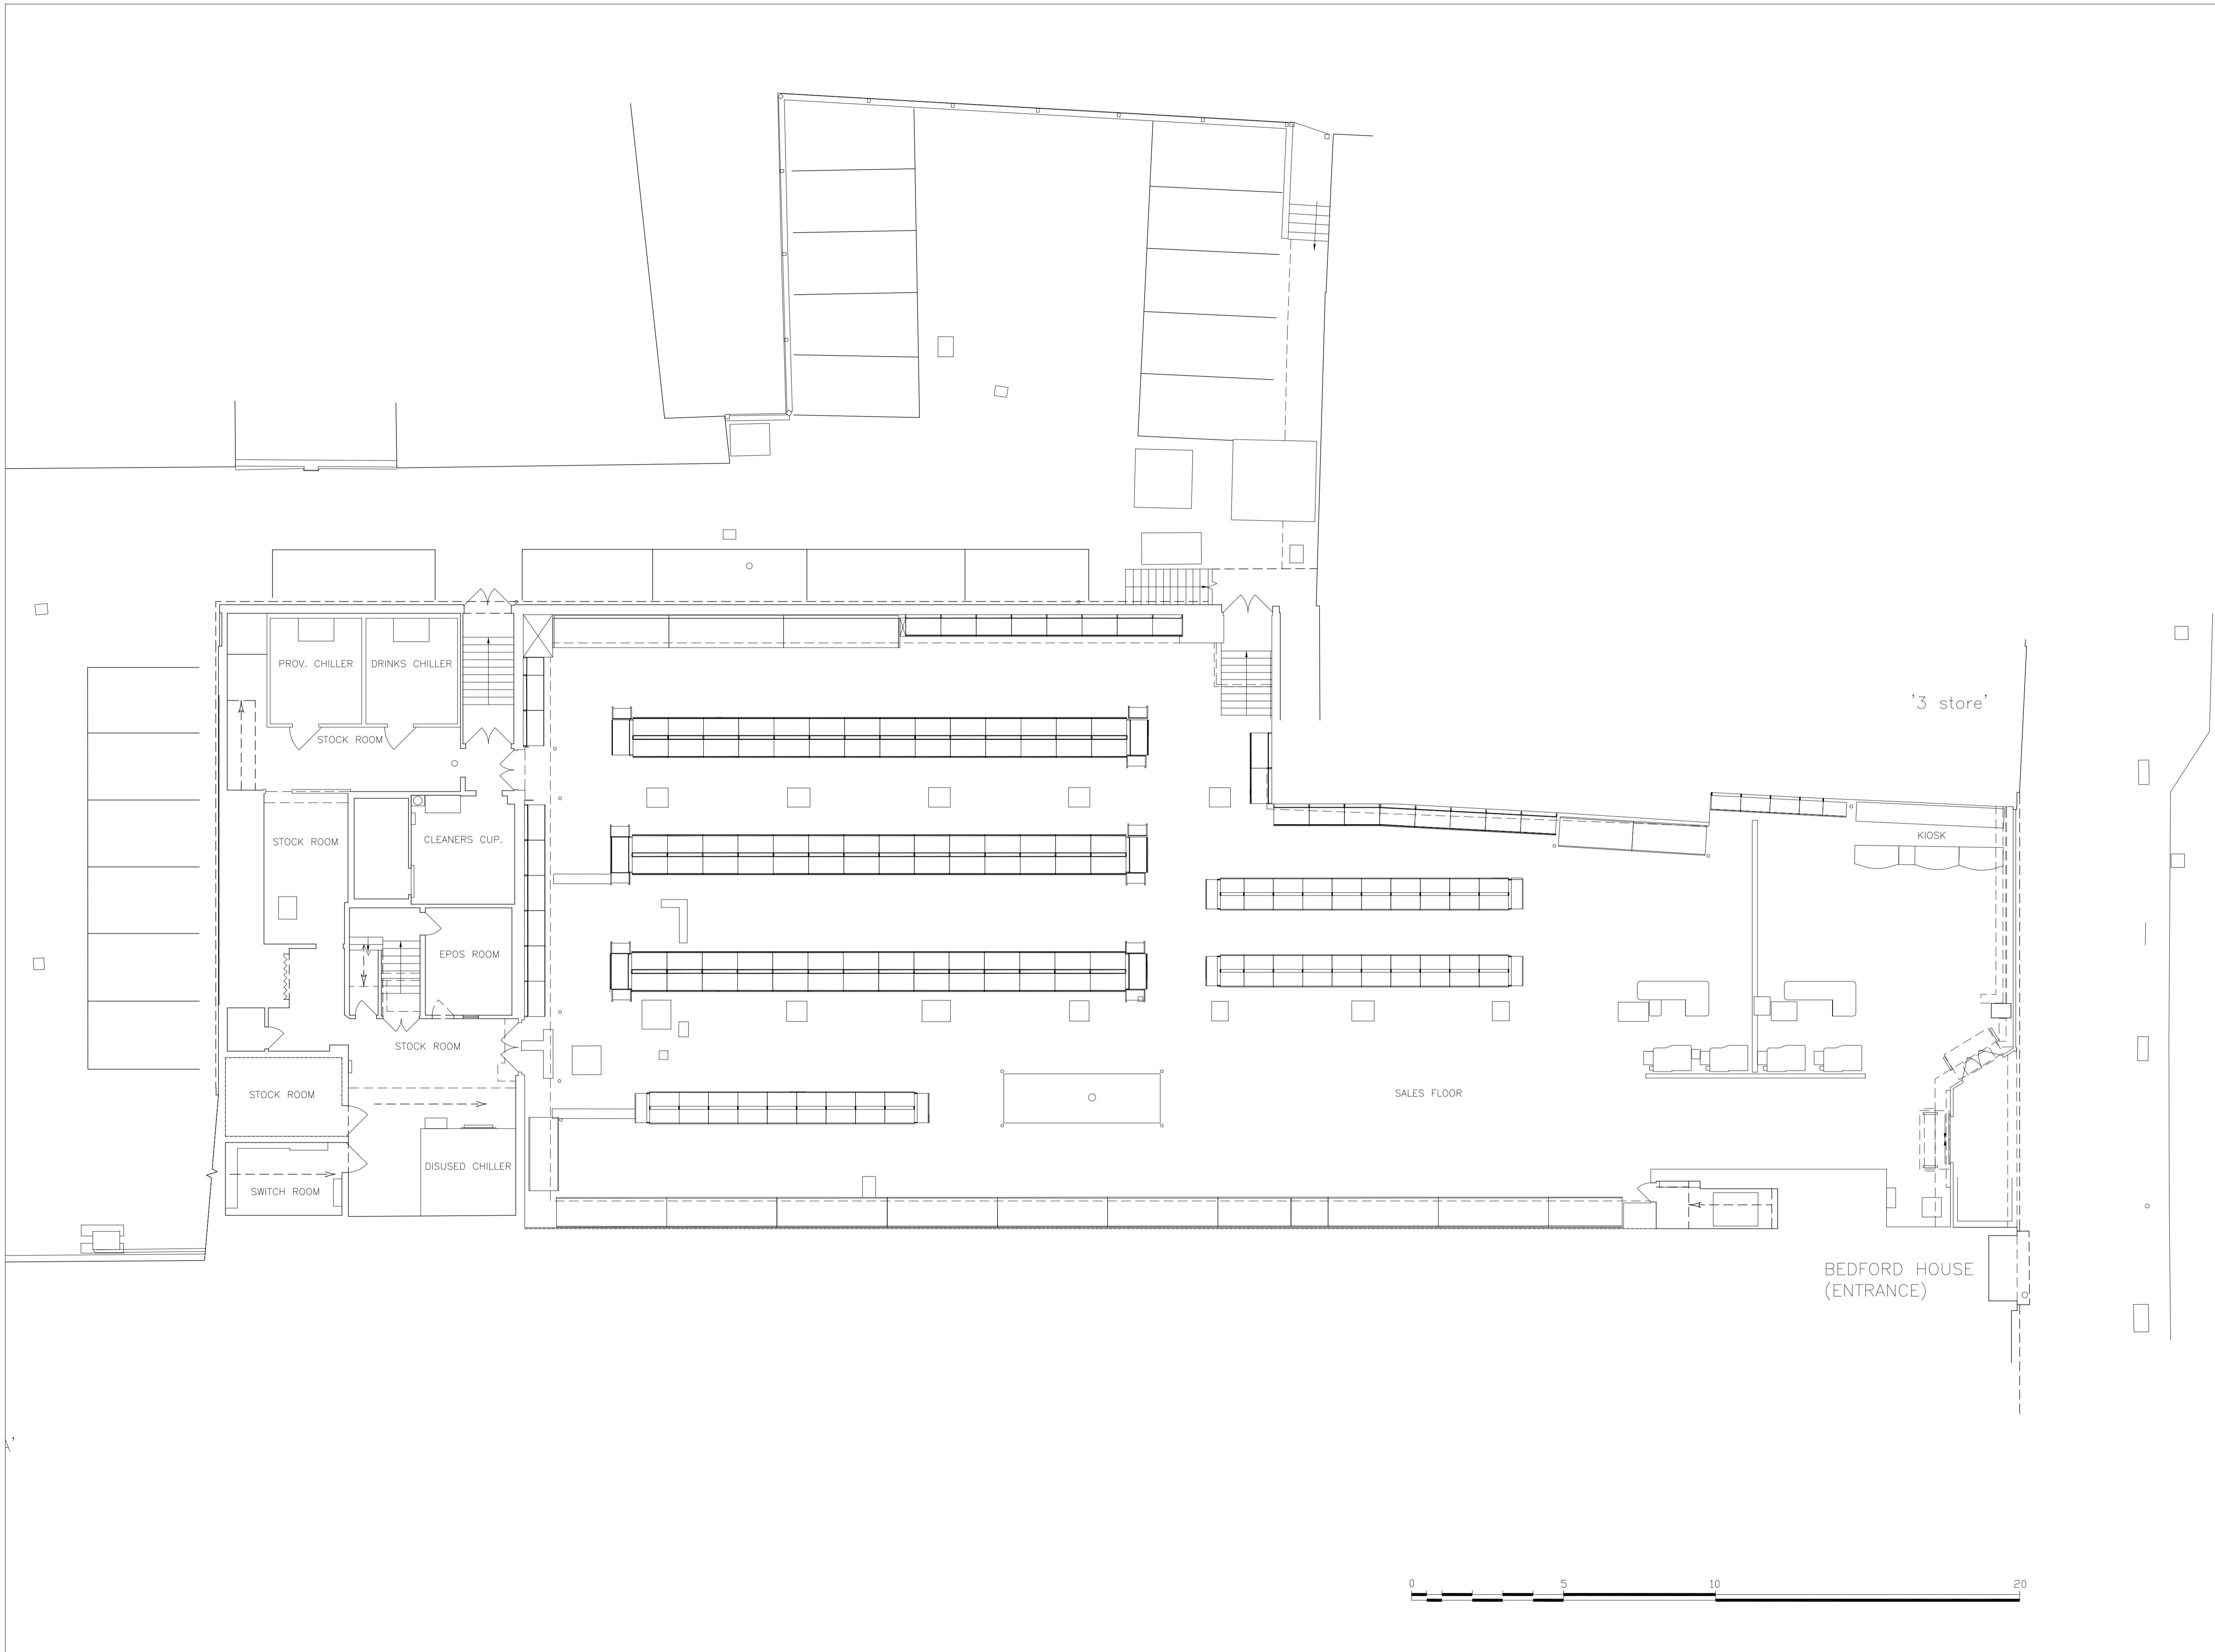 '3 store'
PROV. CHILLER
DRINKS CHILLER
STOCK ROOM
KIOSK
STOCK ROOM
CLEANERS CUP.
EPOS ROOM
STOCK ROOM
STOCK ROOM
SALES FLOOR
DISUSED CHILLER
SWITCH ROOM
BEDFORD HOUSE
(ENTRANCE)
A'
0 5 10 20